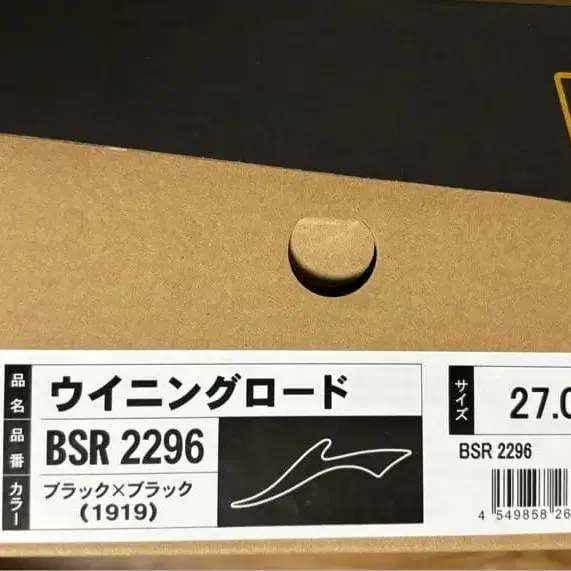 品名
ウイニングロード
品番
BSR 2296
カラー
ブラック×ブラック
(1919)
サイズ
27.0
BSR 2296
4 549858 26